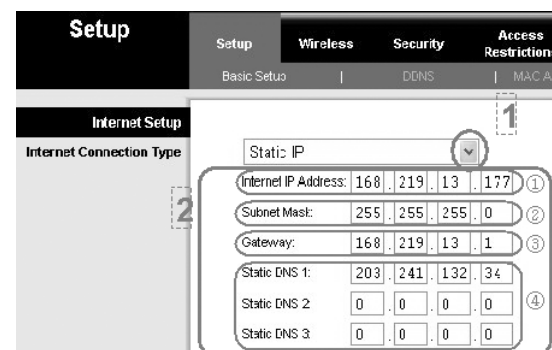 Setup
Setup Wireless Security Access Restriction
Basic Setup | DDNS | MAC A
1
Internet Setup
Internet Connection Type Static IP
2
Internet IP Address: 168 . 219 . 13 . 177 ①
Subnet Mask: 255 . 255 . 255 . 0 ②
Gateway: 168 . 219 . 13 . 1 ③
Static DNS 1: 203 . 241 . 132 . 34
Static DNS 2 0 . 0 . 0 . 0 ④
Static DNS 3: 0 . 0 . 0 . 0